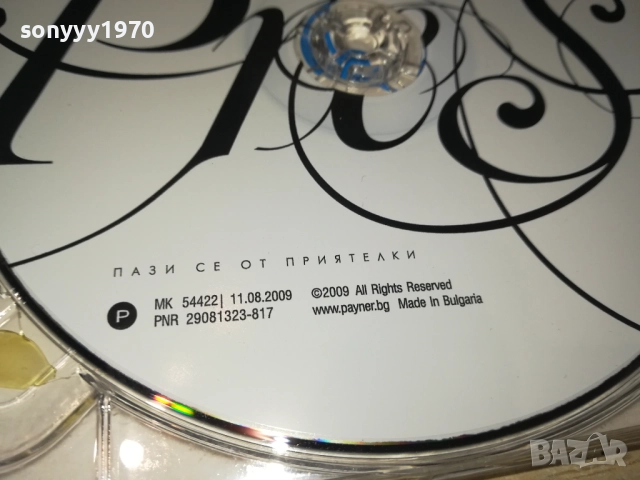 sonyyy1970
ПАЗИ СЕ ОТ ПРИЯТЕЛКИ
P
MK 54422 | 11.08.2009
PNR 29081323-817
©2009 All Rights Reserved
www.payner.bg Made In Bulgaria
BAZAR